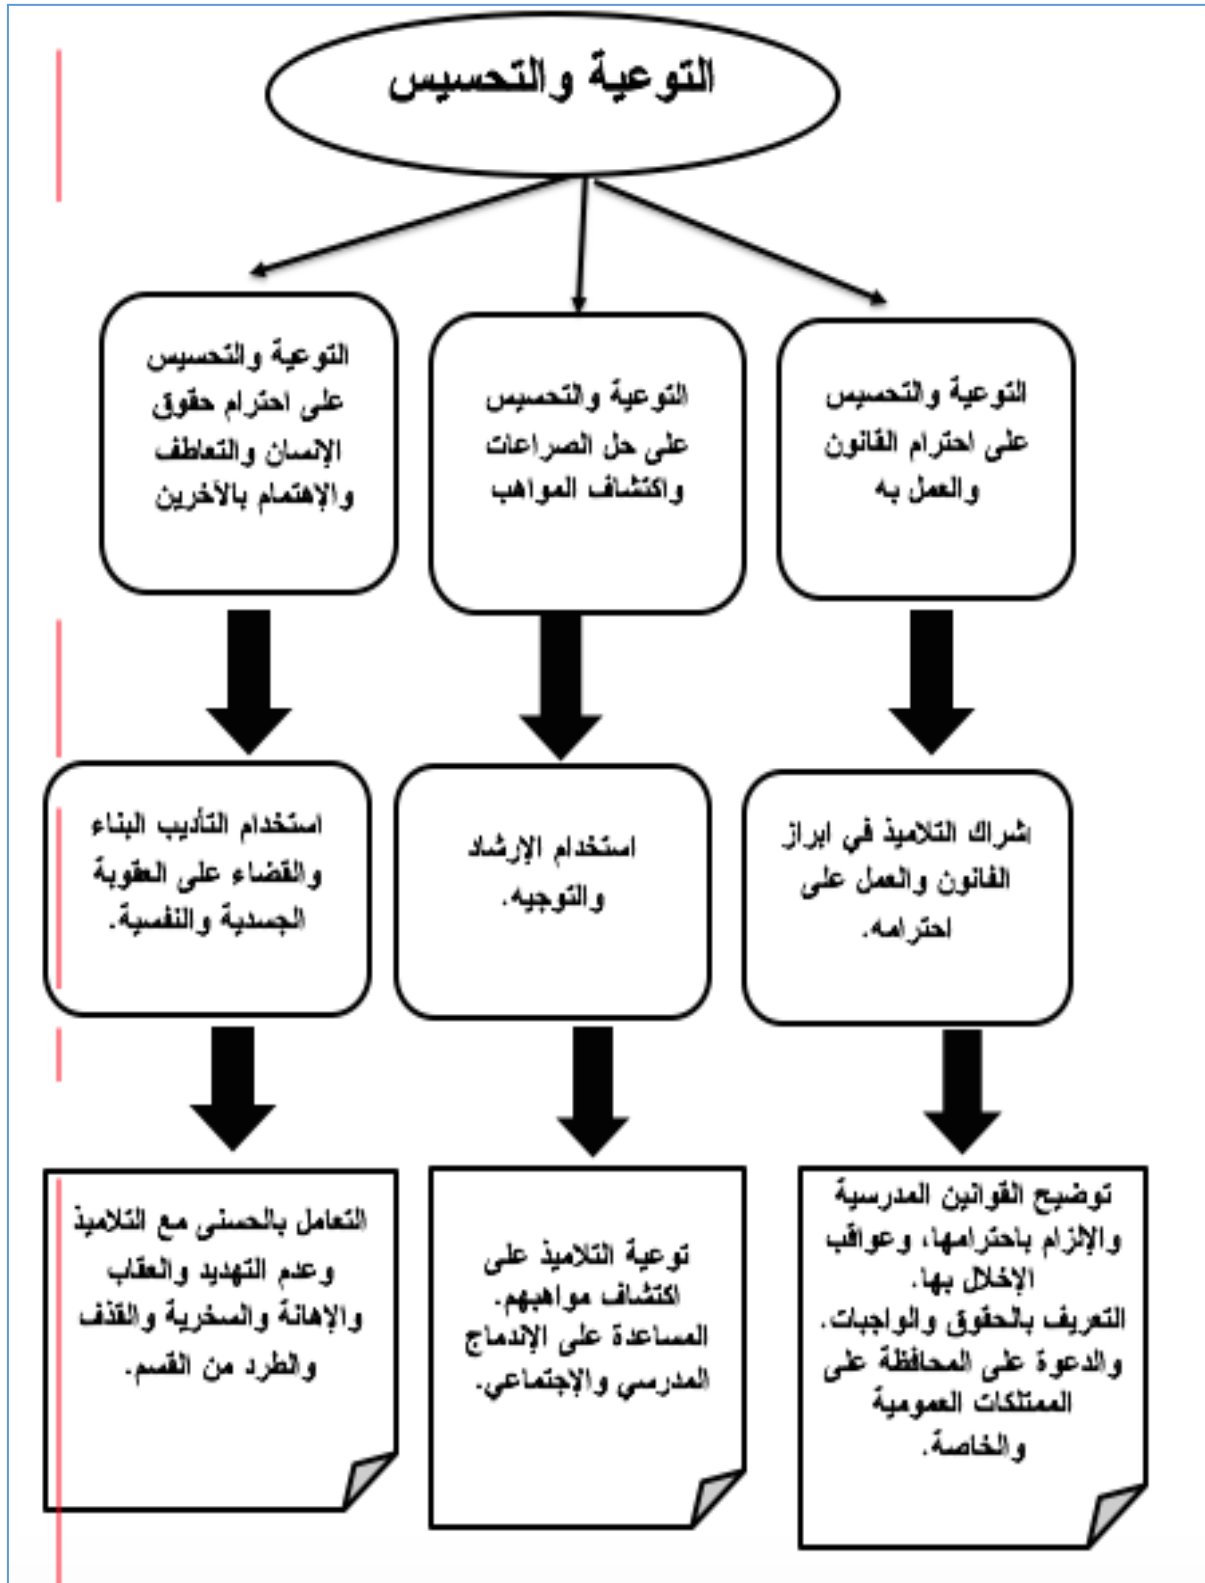 التوعية والتحسيس
التوعية والتحسيس
على احترام القانون
والعمل به
التوعية والتحسيس
على حل الصراعات
واكتشاف المواهب
التوعية والتحسيس
على احترام حقوق
الإنسان والتعاطف
والإهتمام بالآخرين
اشراك التلاميذ في ابراز
القانون والعمل على
احترامه.
استخدام الإرشاد
والتوجيه.
استخدام التأديب البناء
والقضاء على العقوبة
الجسدية والنفسية.
توضيح القوانين المدرسية
والإلزام باحترامها، وعواقب
الإخلال بها.
التعريف بالحقوق والواجبات.
والدعوة على المحافظة على
الممتلكات العمومية
والخاصة.
توعية التلاميذ على
اكتشاف مواهبهم.
المساعدة على الإندماج
المدرسي والإجتماعي.
التعامل بالحسنى مع التلاميذ
وعدم التهديد والعقاب
والإهانة والسخرية والقذف
والطرد من القسم.